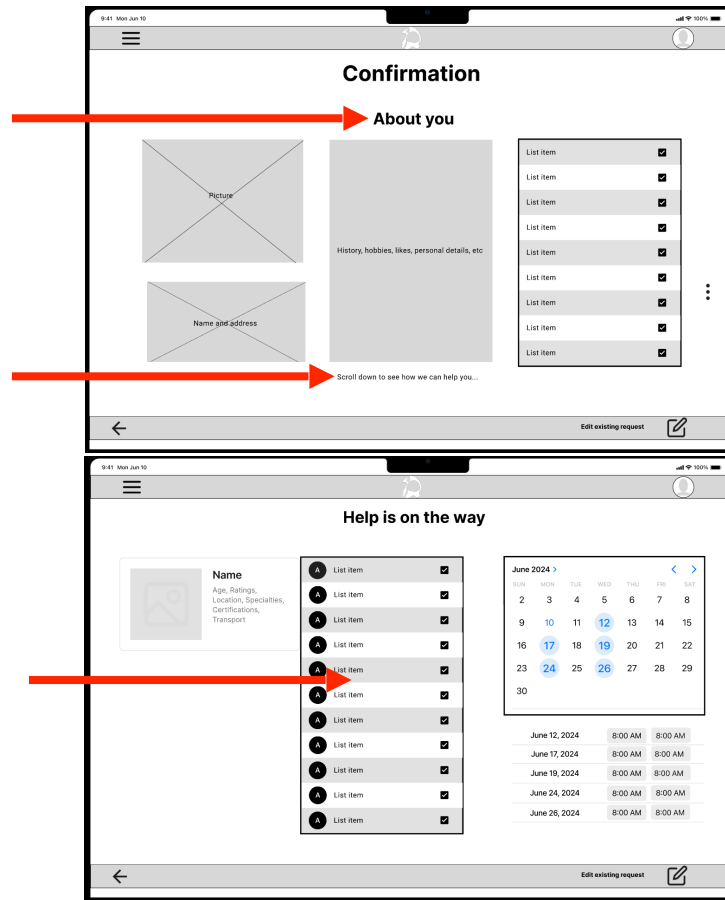 9:41 Mon Jun 10
100%
Confirmation
About you
Picture
Name and address
History, hobbies, likes, personal details, etc
List item
List item
List item
List item
List item
List item
List item
List item
List item
Scroll down to see how we can help you...
Edit existing request
9:41 Mon Jun 10
100%
Help is on the way
Name
Age, Ratings,
Location, Specialties,
Certifications,
Transport
A List item
A List item
A List item
A List item
A List item
A List item
A List item
A List item
A List item
A List item
A List item
June 2024
SUN MON TUE WED THU FRI SAT
2 3 4 5 6 7 8
9 10 11 12 13 14 15
16 17 18 19 20 21 22
23 24 25 26 27 28 29
30
June 12, 2024 8:00 AM 8:00 AM
June 17, 2024 8:00 AM 8:00 AM
June 19, 2024 8:00 AM 8:00 AM
June 24, 2024 8:00 AM 8:00 AM
June 26, 2024 8:00 AM 8:00 AM
Edit existing request